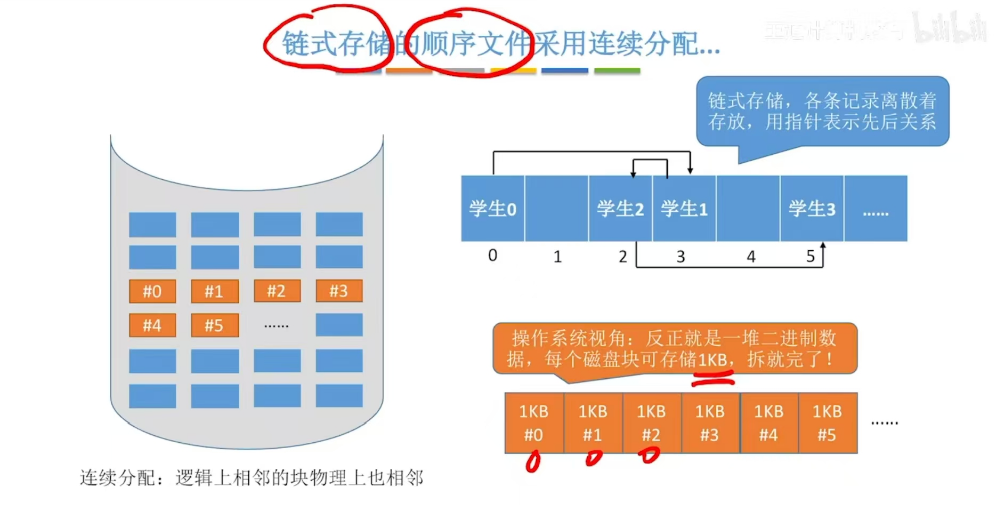 链式存储的顺序文件采用连续分配...
bilibili
链式存储，各条记录离散着
存放，用指针表示先后关系
学生0 学生2 学生1 学生3 ……
0 1 2 3 4 5
#0 #1 #2 #3
#4 #5 ……
操作系统视角：反正就是一堆二进制数
据，每个磁盘块可存储1KB，拆就完了！
1KB 1KB 1KB 1KB 1KB 1KB
#0 #1 #2 #3 #4 #5 ……
连续分配：逻辑上相邻的块物理上也相邻